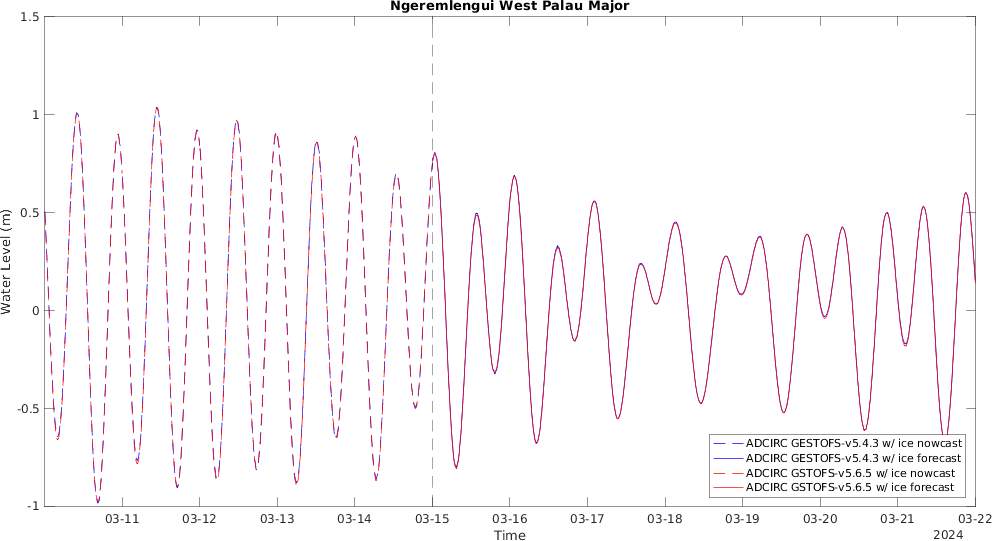 Ngeremlengui West Palau Major
1.5
1
0.5
0
-0.5
-1
Water Level (m)
03-11
03-12
03-13
03-14
03-15
03-16
03-17
03-18
03-19
03-20
03-21
03-22
Time
2024
ADCIRC GESTOFS-v5.4.3 w/ ice nowcast
ADCIRC GESTOFS-v5.4.3 w/ ice forecast
ADCIRC GSTOFS-v5.6.5 w/ ice nowcast
ADCIRC GSTOFS-v5.6.5 w/ ice forecast